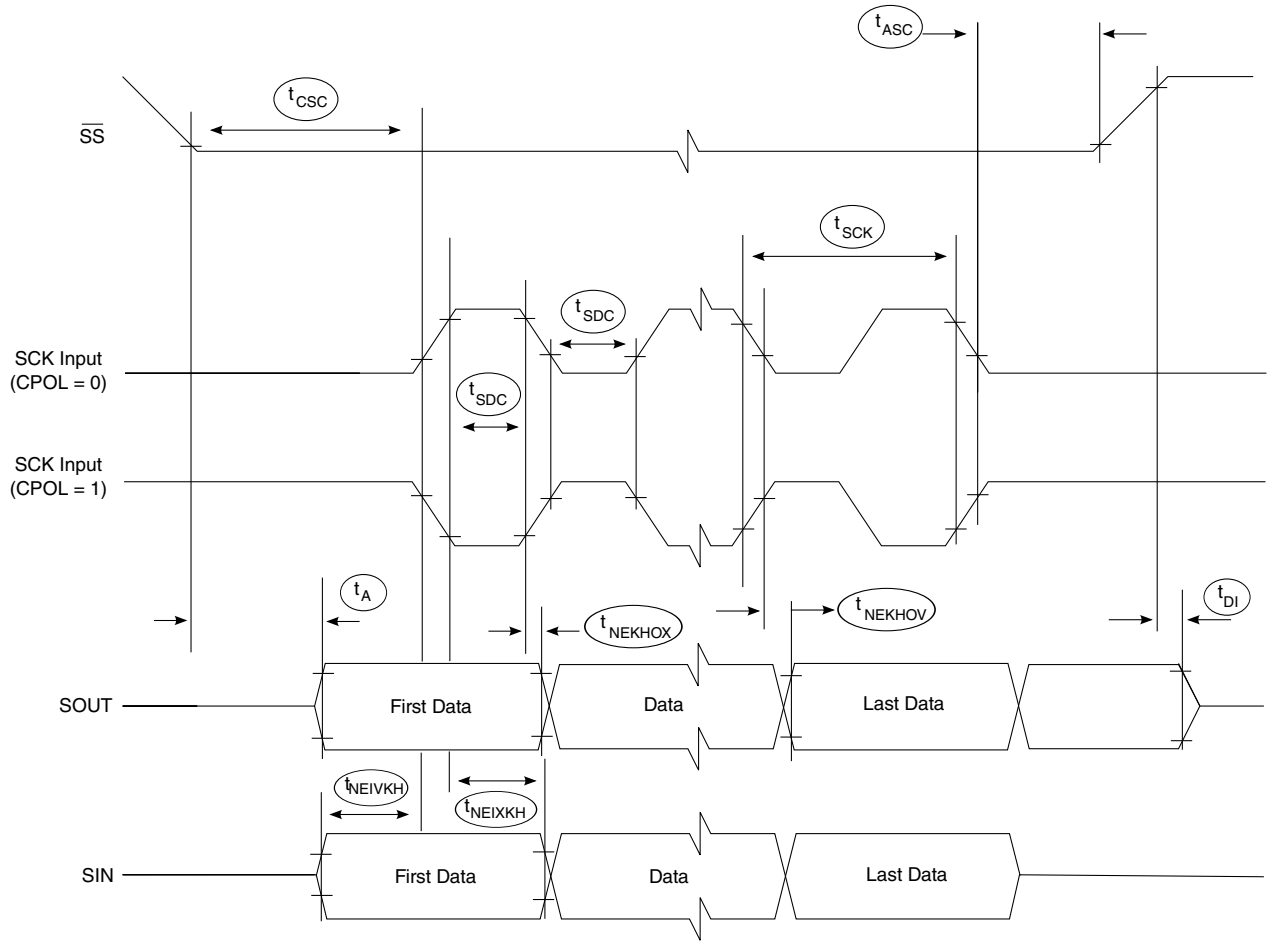 tASC
tCSC
SS
tSCK
tSDC
SCK Input
(CPOL = 0)
tSDC
SCK Input
(CPOL = 1)
tA
tNEKHOX
tNEKHOV
tDI
SOUT
First Data
Data
Last Data
tNEIVKH
tNEIXKH
SIN
First Data
Data
Last Data